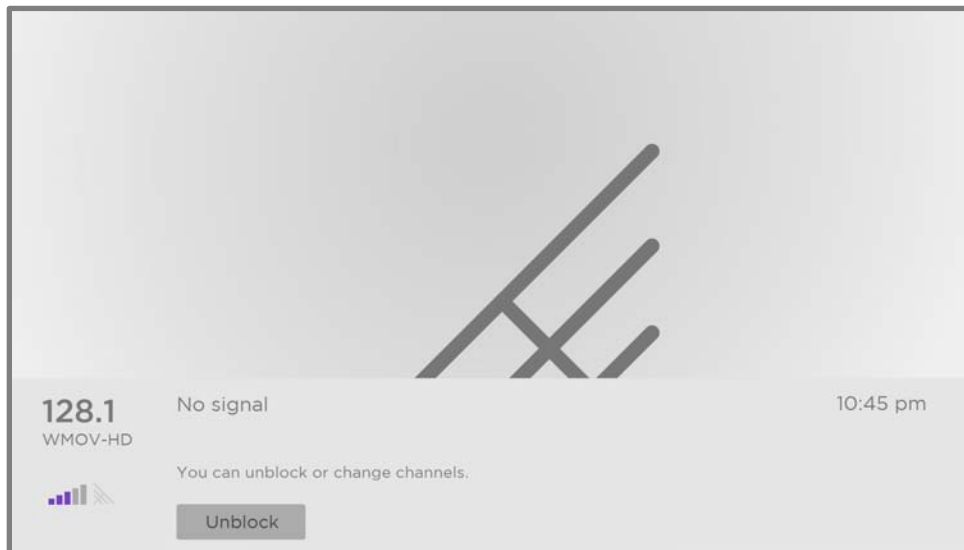 128.1
WMOV-HD
No signal
10:45 pm
You can unblock or change channels.
Unblock